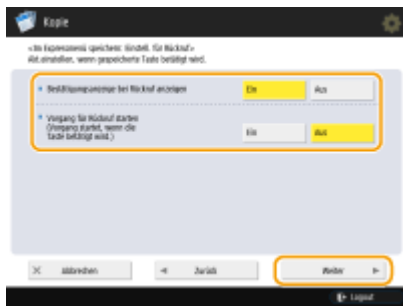 Kopie
<Im Expressmenü speichern: Einstell. für Rückruf>
Akt.einstellen, wenn gespeicherte Taste betätigt wird.
Bestätigungsanzeige bei Rückruf anzeigen
Ein
Aus
Vorgang für Rückruf starten
(Vorgang startet, wenn die
Taste betätigt wird.)
Ein
Aus
Abbrechen
Zurück
Weiter
Logout